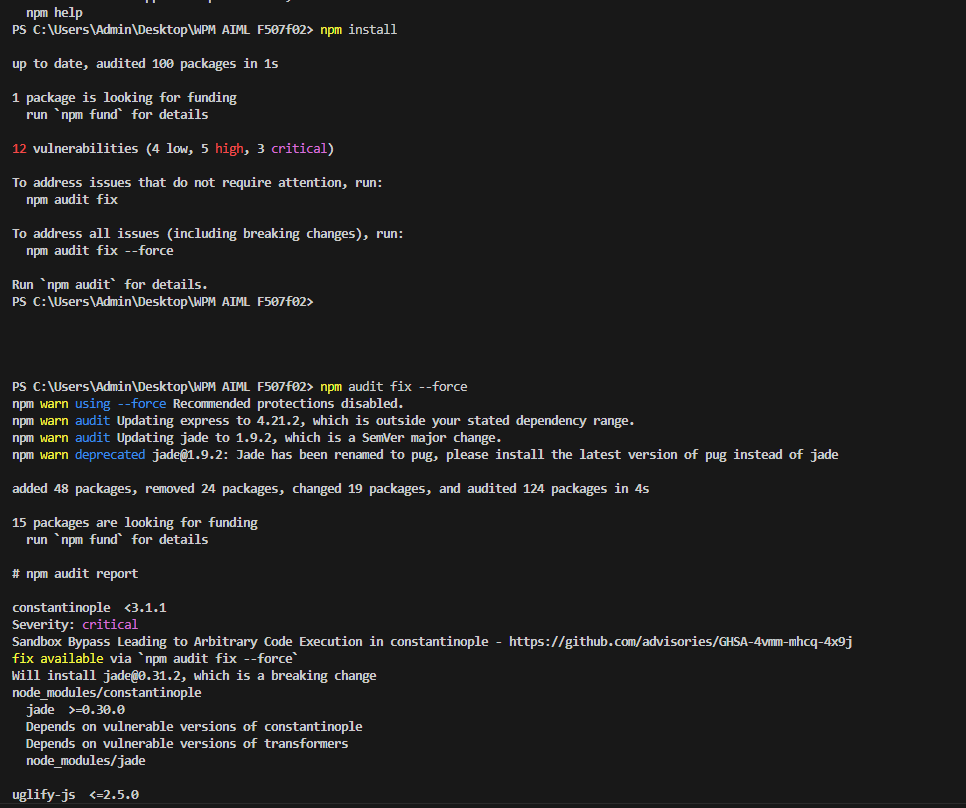 npm help
PS C:\Users\Admin\Desktop\WPM AIML F507f02> npm install
up to date, audited 100 packages in 1s
1 package is looking for funding
run `npm fund` for details
12 vulnerabilities (4 low, 5 high, 3 critical)
To address issues that do not require attention, run:
npm audit fix
To address all issues (including breaking changes), run:
npm audit fix --force
Run `npm audit` for details.
PS C:\Users\Admin\Desktop\WPM AIML F507f02>
PS C:\Users\Admin\Desktop\WPM AIML F507f02> npm audit fix --force
npm warn using --force Recommended protections disabled.
npm warn audit Updating express to 4.21.2, which is outside your stated dependency range.
npm warn audit Updating jade to 1.9.2, which is a SemVer major change.
npm warn deprecated jade@1.9.2: Jade has been renamed to pug, please install the latest version of pug instead of jade
added 48 packages, removed 24 packages, changed 19 packages, and audited 124 packages in 4s
15 packages are looking for funding
run `npm fund` for details
# npm audit report
constantinople  <3.1.1
Severity: critical
Sandbox Bypass Leading to Arbitrary Code Execution in constantinople - https://github.com/advisories/GHSA-4vmm-mhcq-4x9j
fix available via `npm audit fix --force`
Will install jade@0.31.2, which is a breaking change
node_modules/constantinople
jade  >=0.30.0
Depends on vulnerable versions of constantinople
Depends on vulnerable versions of transformers
node_modules/jade
uglify-js  <=2.5.0